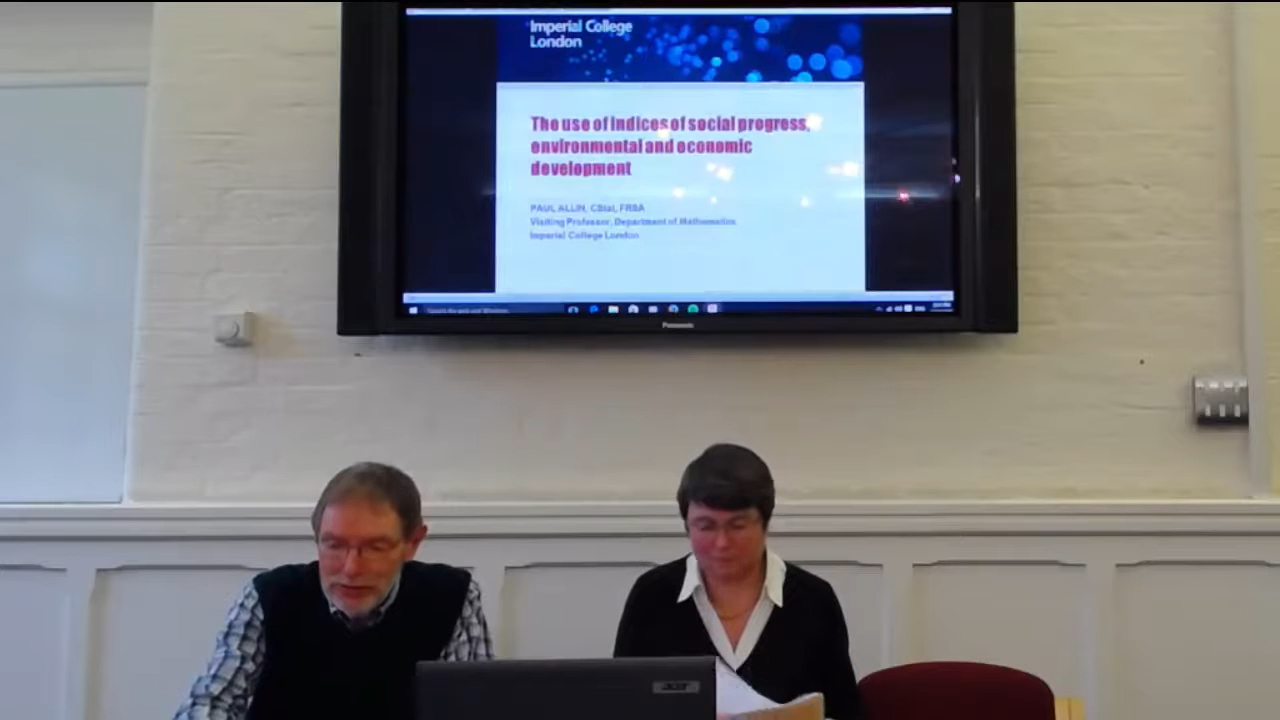 Imperial College
London
The use of indices of social progress,
environmental and economic
development
PAUL ALLIN, CStat, FRSA
Visiting Professor, Department of Mathematics
Imperial College London
Panasonic
acer